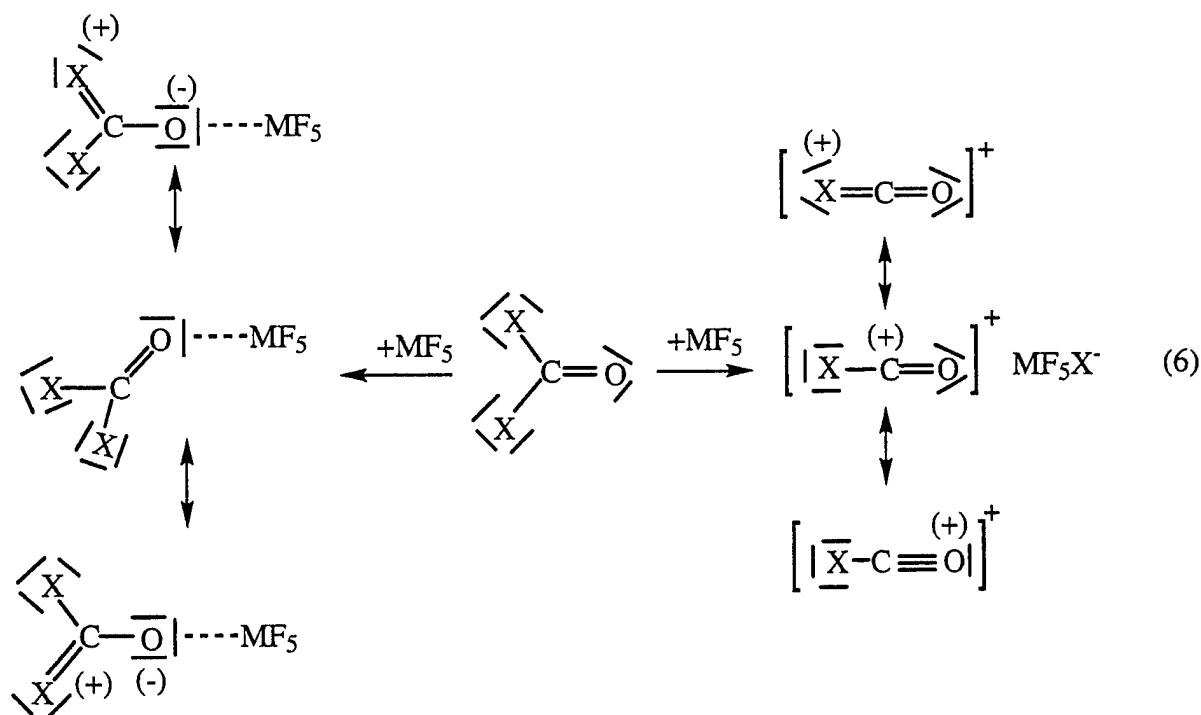 (+)
X
(-)
C
O
MF₅
X
(+)
[X=C=O]⁺
O
MF₅
X
C
X
+MF₅
X
C=O
X
+MF₅
(+)
[X-C=O]⁺ MF₅X⁻ (6)
X
C
O
MF₅
X
(+)
(-)
(+)
[X-C≡O]⁺